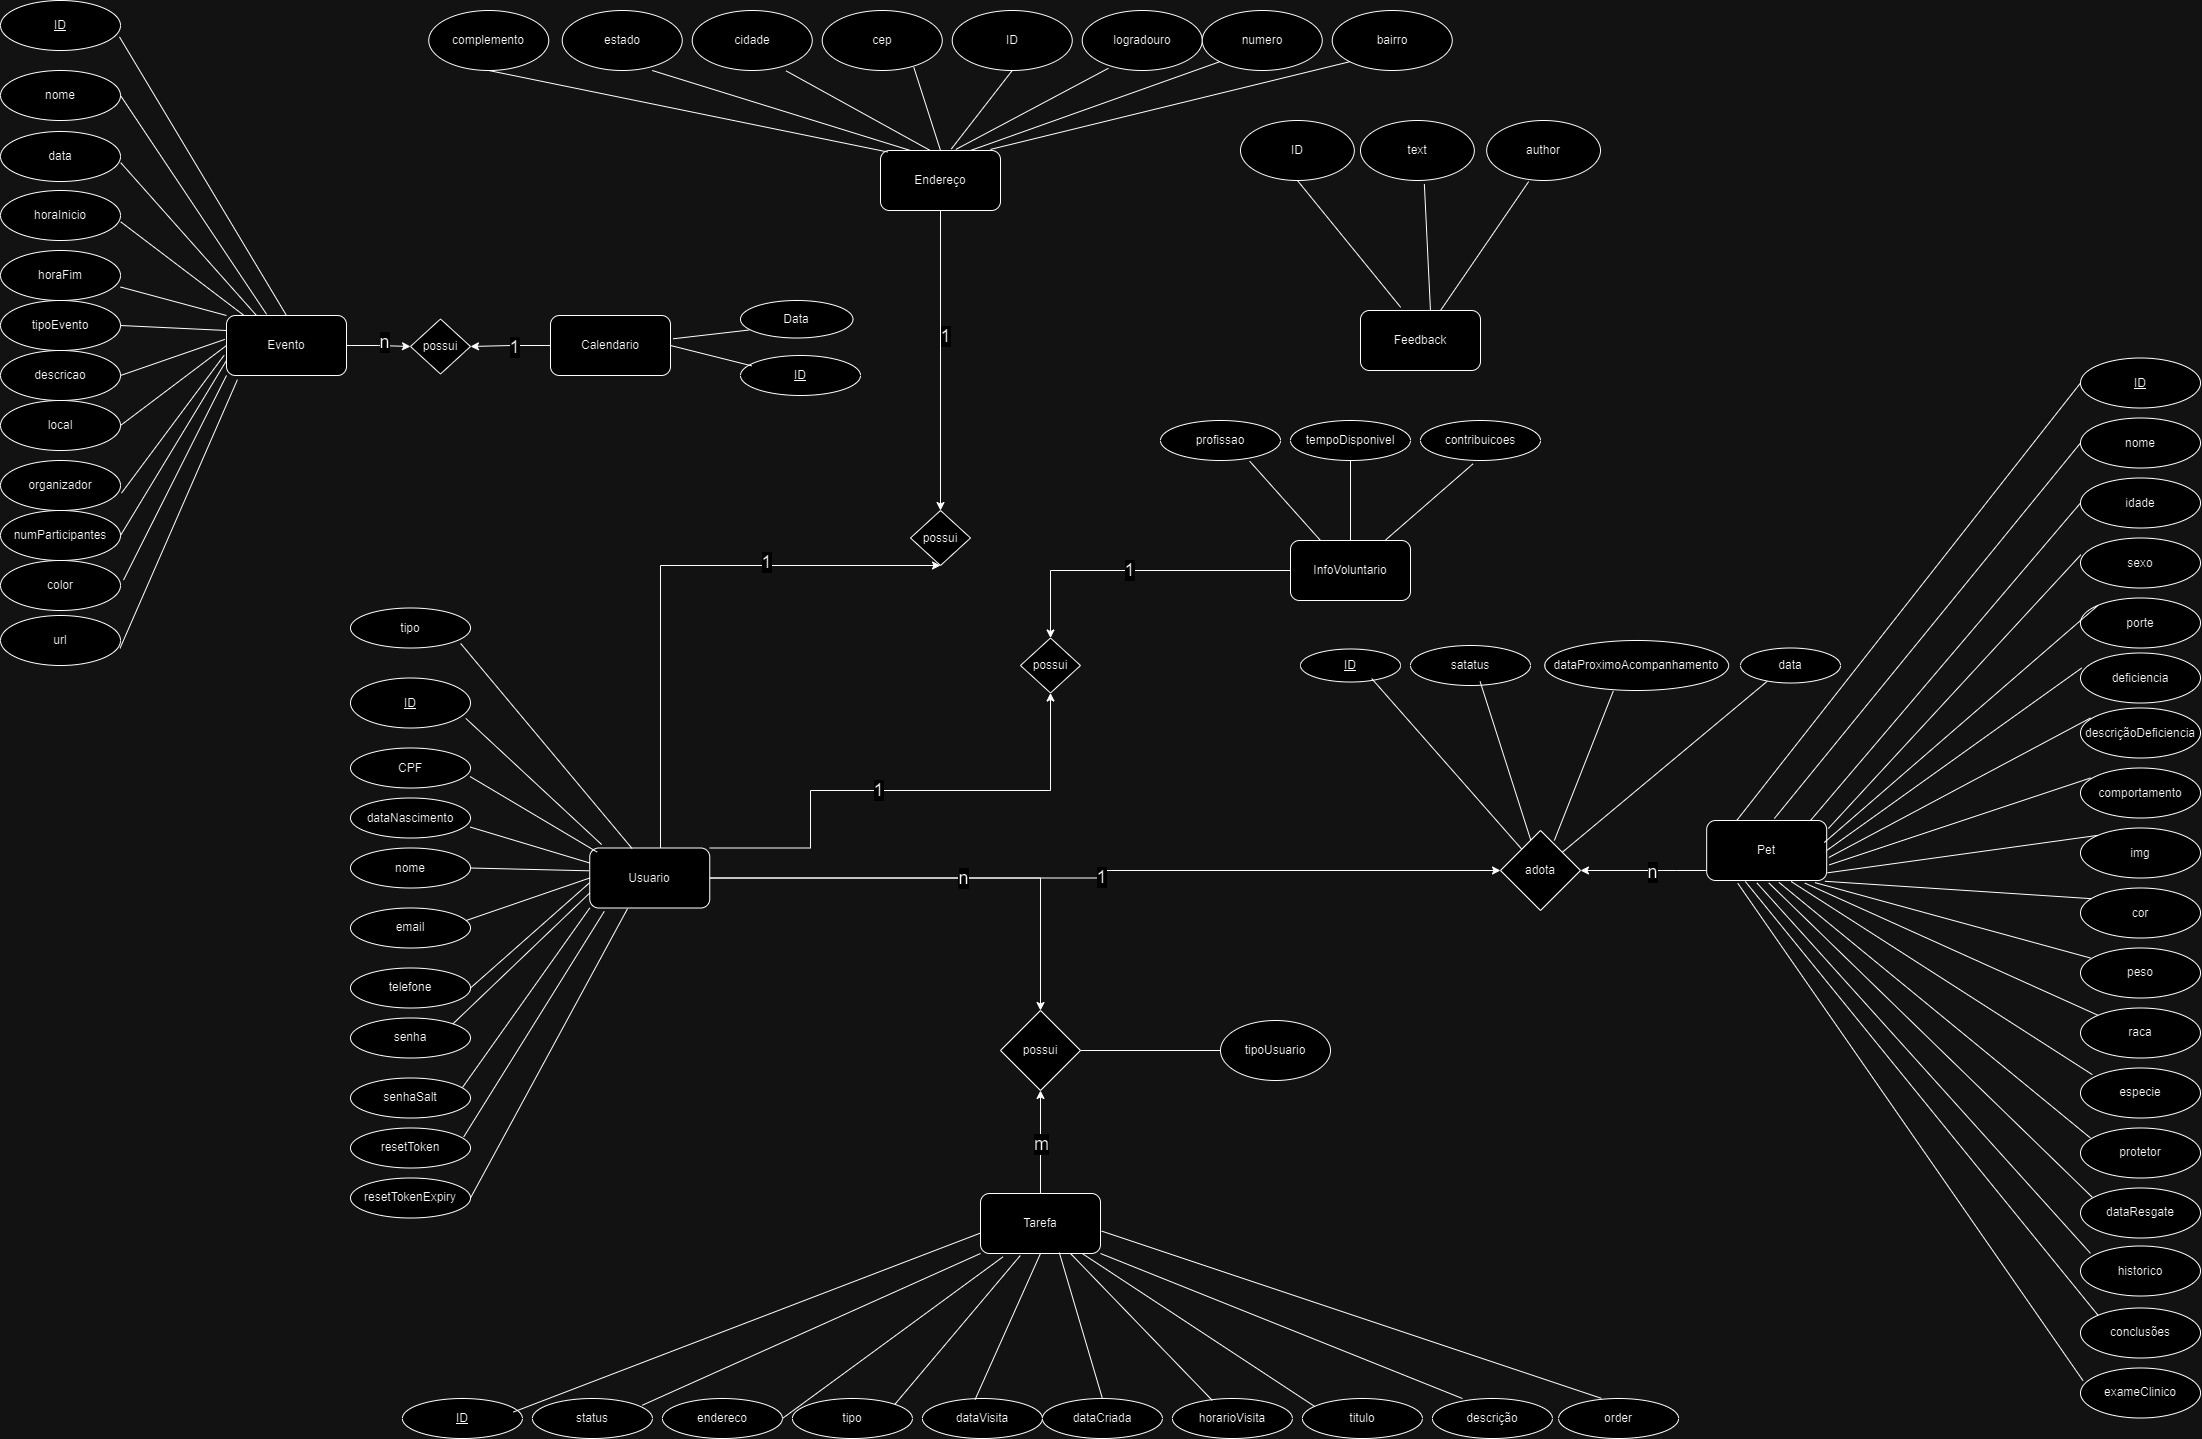 ID
nome
data
horaInicio
horaFim
tipoEvento
descricao
local
organizador
numParticipantes
color
url
Evento
n
possui
1
Calendario
Data
ID
complemento
estado
cidade
cep
ID
logradouro
numero
bairro
Endereço
1
possui
1
ID
text
author
Feedback
profissao
tempoDisponivel
contribuicoes
InfoVoluntario
1
possui
1
tipo
ID
CPF
dataNascimento
nome
email
telefone
senha
senhaSalt
resetToken
resetTokenExpiry
Usuario
n
1
ID
satatus
dataProximoAcompanhamento
data
adota
n
Pet
ID
nome
idade
sexo
porte
deficiencia
descriçãoDeficiencia
comportamento
img
cor
peso
raca
especie
protetor
dataResgate
historico
conclusões
exameClinico
possui
tipoUsuario
m
Tarefa
ID
status
endereco
tipo
dataVisita
dataCriada
horarioVisita
titulo
descrição
order